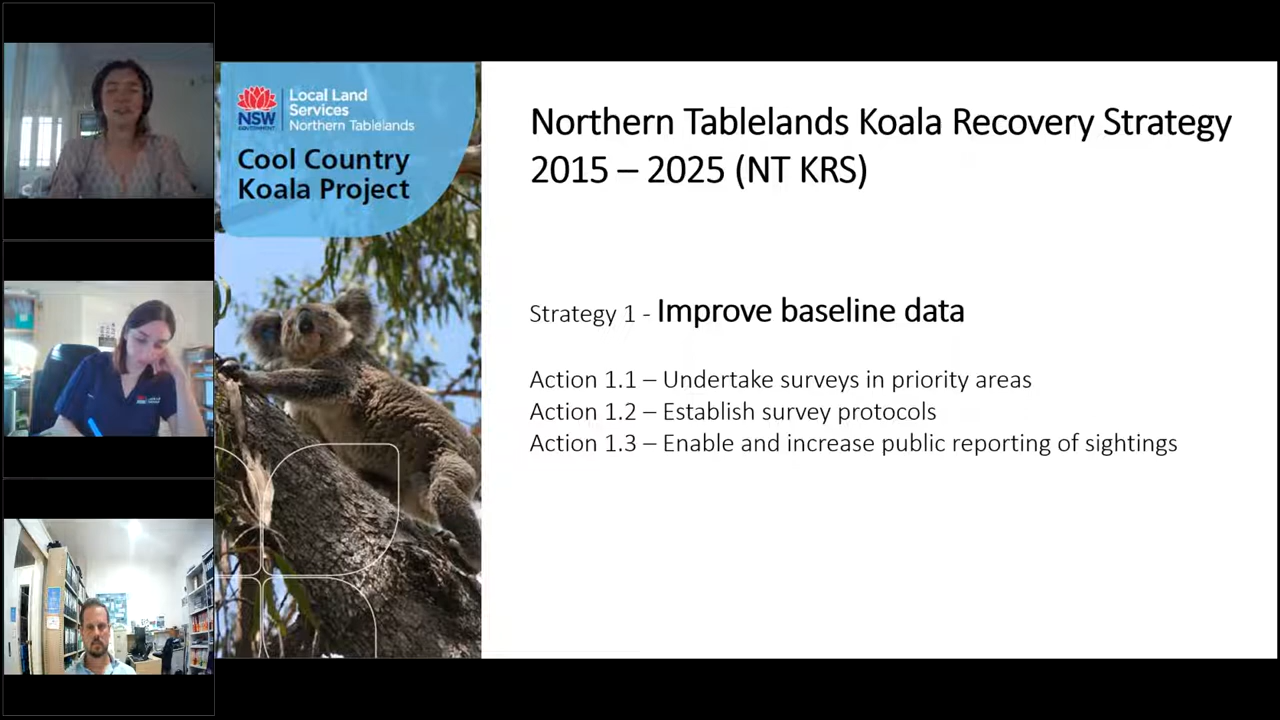 NSW
GOVERNMENT
Local Land
Services
Northern Tablelands
Cool Country
Koala Project
Northern Tablelands Koala Recovery Strategy
2015 – 2025 (NT KRS)
Strategy 1 - Improve baseline data
Action 1.1 – Undertake surveys in priority areas
Action 1.2 – Establish survey protocols
Action 1.3 – Enable and increase public reporting of sightings